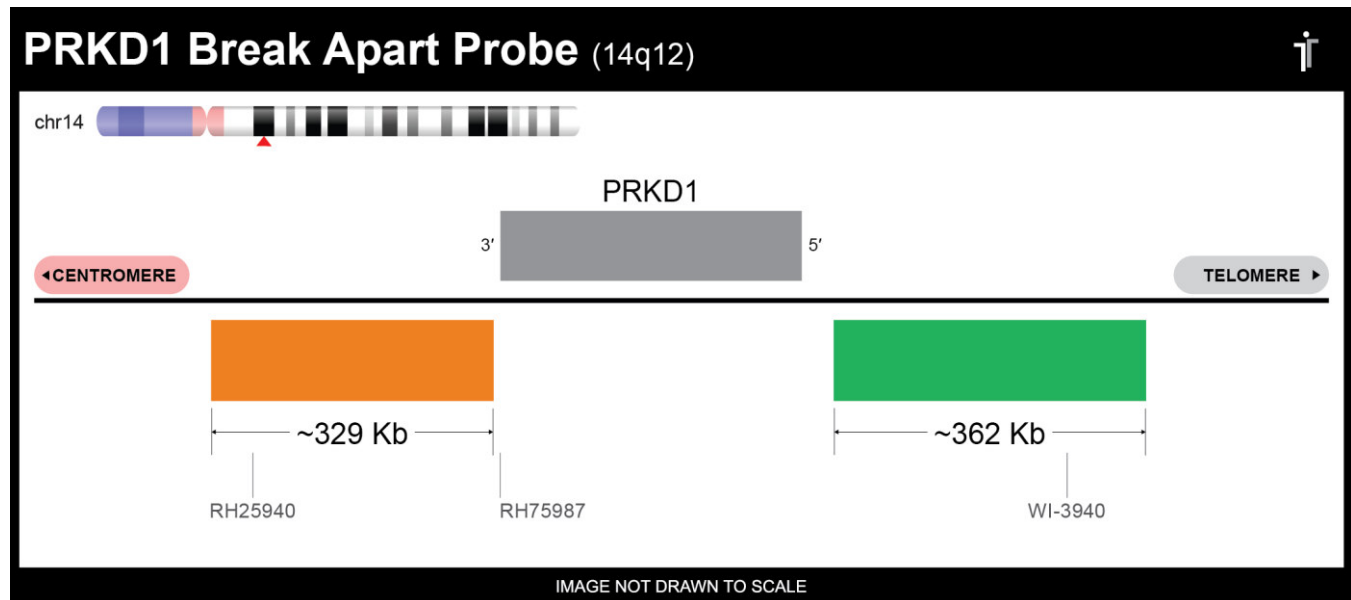 PRKD1 Break Apart Probe (14q12)
chr14
PRKD1
3′
5′
CENTROMERE
TELOMERE
~329 Kb
~362 Kb
RH25940
RH75987
WI-3940
IMAGE NOT DRAWN TO SCALE